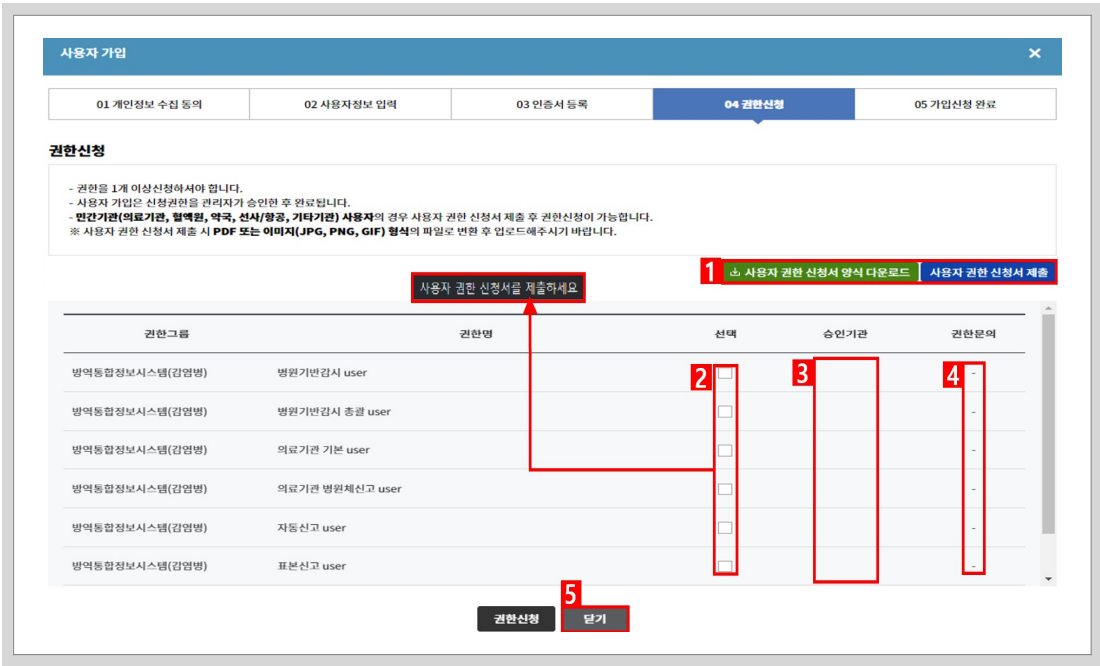 사용자 가입 ×
01 개인정보 수집 동의 02 사용자정보 입력 03 인증서 등록 04 권한신청 05 가입신청 완료
권한신청
- 권한을 1개 이상신청하셔야 합니다.
- 사용자 가입은 신청권한을 관리자가 승인한 후 완료됩니다.
- 민간기관(의료기관, 혈액원, 약국, 선사/항공, 기타기관) 사용자의 경우 사용자 권한 신청서 제출 후 권한신청이 가능합니다.
※ 사용자 권한 신청서 제출 시 PDF 또는 이미지(JPG, PNG, GIF) 형식의 파일로 변환 후 업로드해주시기 바랍니다.
1 사용자 권한 신청서 양식 다운로드 사용자 권한 신청서 제출
사용자 권한 신청서를 제출하세요
권한그룹 권한명 선택 승인기관 권한문의
방역통합정보시스템(감염병) 병원기반감시 user 2 3 4 -
방역통합정보시스템(감염병) 병원기반감시 총괄 user -
방역통합정보시스템(감염병) 의료기관 기본 user -
방역통합정보시스템(감염병) 의료기관 병원체신고 user -
방역통합정보시스템(감염병) 자동신고 user -
방역통합정보시스템(감염병) 표본신고 user -
5
권한신청 닫기